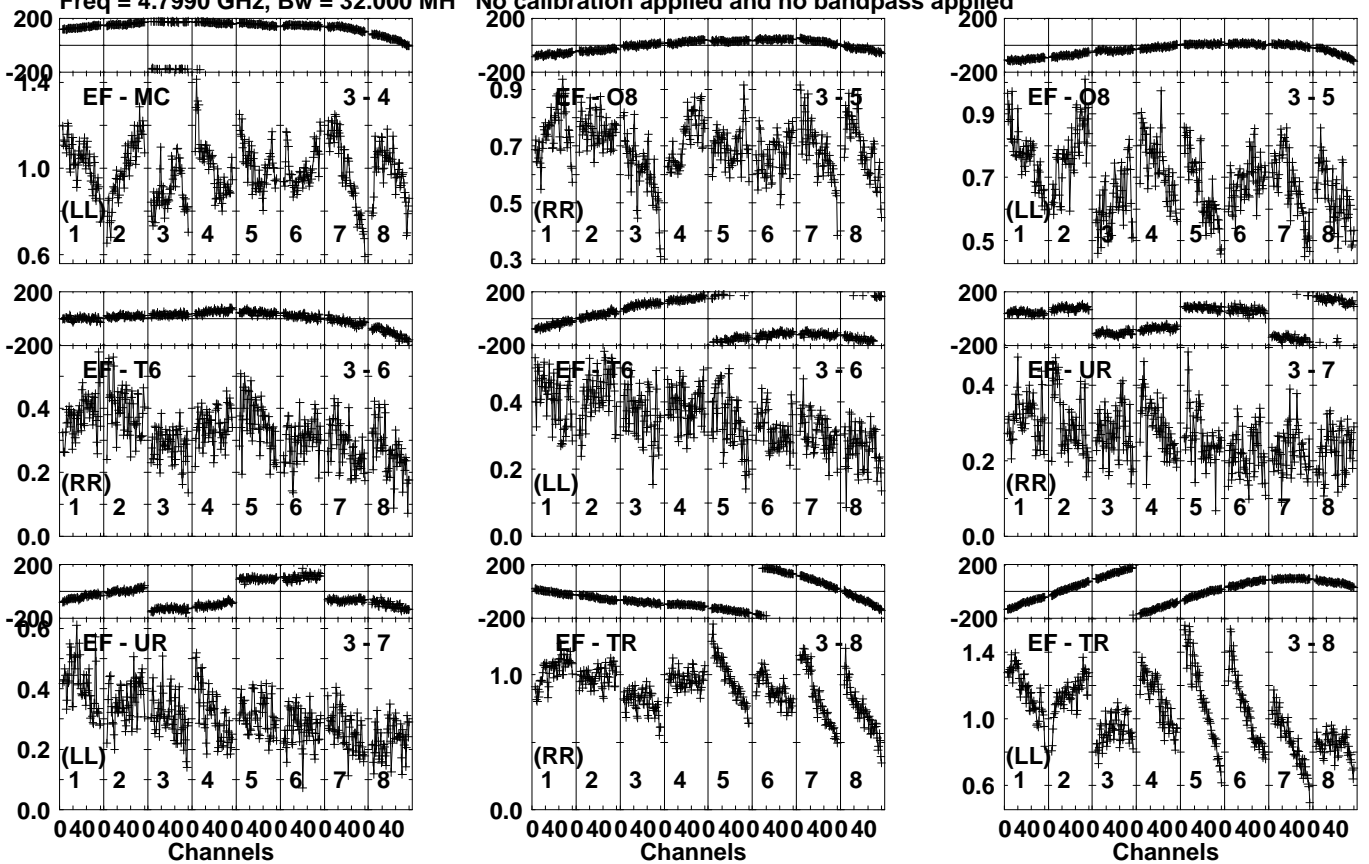 Freq = 4.7990 GHz, Bw = 32.000 MH No calibration applied and no bandpass applied
200
-200
1.4
1.0
0.6
EF - MC 3 - 4
(LL)
1 2 3 4 5 6 7 8
200
-200
0.9
0.7
0.5
0.3
EF - O8 3 - 5
(RR)
1 2 3 4 5 6 7 8
200
-200
0.9
0.7
0.5
EF - O8 3 - 5
(LL)
1 2 3 4 5 6 7 8
200
-200
0.4
0.2
0.0
EF - T6 3 - 6
(RR)
1 2 3 4 5 6 7 8
200
-200
0.4
0.2
0.0
EF - T6 3 - 6
(LL)
1 2 3 4 5 6 7 8
200
-200
0.4
0.2
0.0
EF - UR 3 - 7
(RR)
1 2 3 4 5 6 7 8
200
-200
0.6
0.4
0.2
0.0
EF - UR 3 - 7
(LL)
1 2 3 4 5 6 7 8
0 40 0 40 0 40 0 40 0 40 0 40 0 40 0 40
Channels
200
-200
1.0
0.0
EF - TR 3 - 8
(RR)
1 2 3 4 5 6 7 8
0 40 0 40 0 40 0 40 0 40 0 40 0 40 0 40
Channels
200
-200
1.4
1.0
0.6
EF - TR 3 - 8
(LL)
1 2 3 4 5 6 7 8
0 40 0 40 0 40 0 40 0 40 0 40 0 40 0 40
Channels